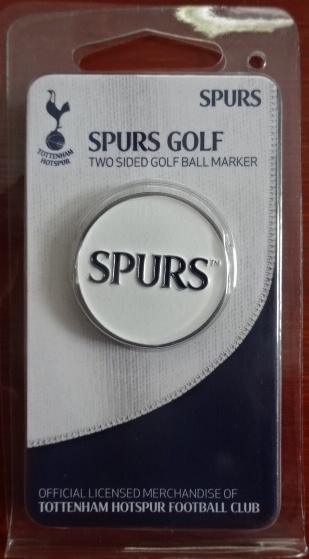 SPURS
TOTTENHAM
HOTSPUR
SPURS GOLF
TWO SIDED GOLF BALL MARKER
SPURS™
OFFICIAL LICENSED MERCHANDISE OF
TOTTENHAM HOTSPUR FOOTBALL CLUB